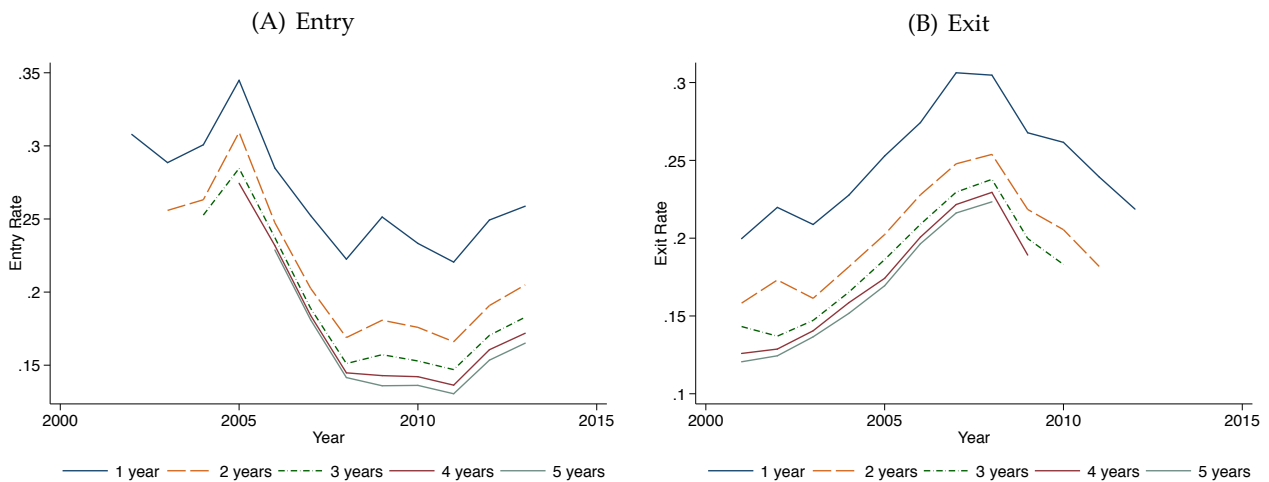 (A) Entry
.35
.3
.25
.2
.15
Entry Rate
2000 2005 2010 2015
Year
1 year 2 years 3 years 4 years 5 years
(B) Exit
.3
.25
.2
.15
.1
Exit Rate
2000 2005 2010 2015
Year
1 year 2 years 3 years 4 years 5 years